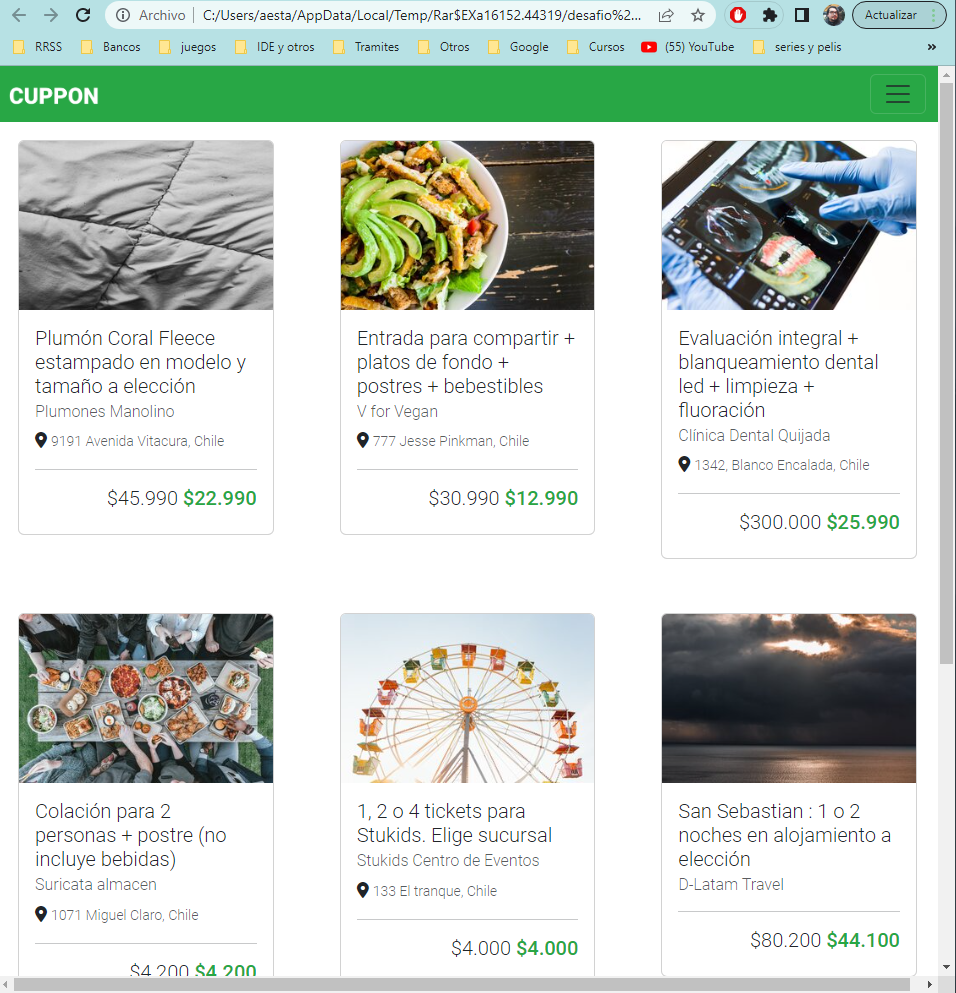 Archivo
C:/Users/aesta/AppData/Local/Temp/Rar$EXa16152.44319/desafio%2...
Actualizar
RRSS
Bancos
juegos
IDE y otros
Tramites
Otros
Google
Cursos
(55) YouTube
series y pelis
»
CUPPON
Plumón Coral Fleece
estampado en modelo y
tamaño a elección
Plumones Manolino
9191 Avenida Vitacura, Chile
$45.990 $22.990
Entrada para compartir +
platos de fondo +
postres + bebestibles
V for Vegan
777 Jesse Pinkman, Chile
$30.990 $12.990
Evaluación integral +
blanqueamiento dental
led + limpieza +
fluoración
Clínica Dental Quijada
1342, Blanco Encalada, Chile
$300.000 $25.990
Colación para 2
personas + postre (no
incluye bebidas)
Suricata almacen
1071 Miguel Claro, Chile
$4.200 $4.200
1, 2 o 4 tickets para
Stukids. Elige sucursal
Stukids Centro de Eventos
133 El tranque, Chile
$4.000 $4.000
San Sebastian : 1 o 2
noches en alojamiento a
elección
D-Latam Travel
$80.200 $44.100